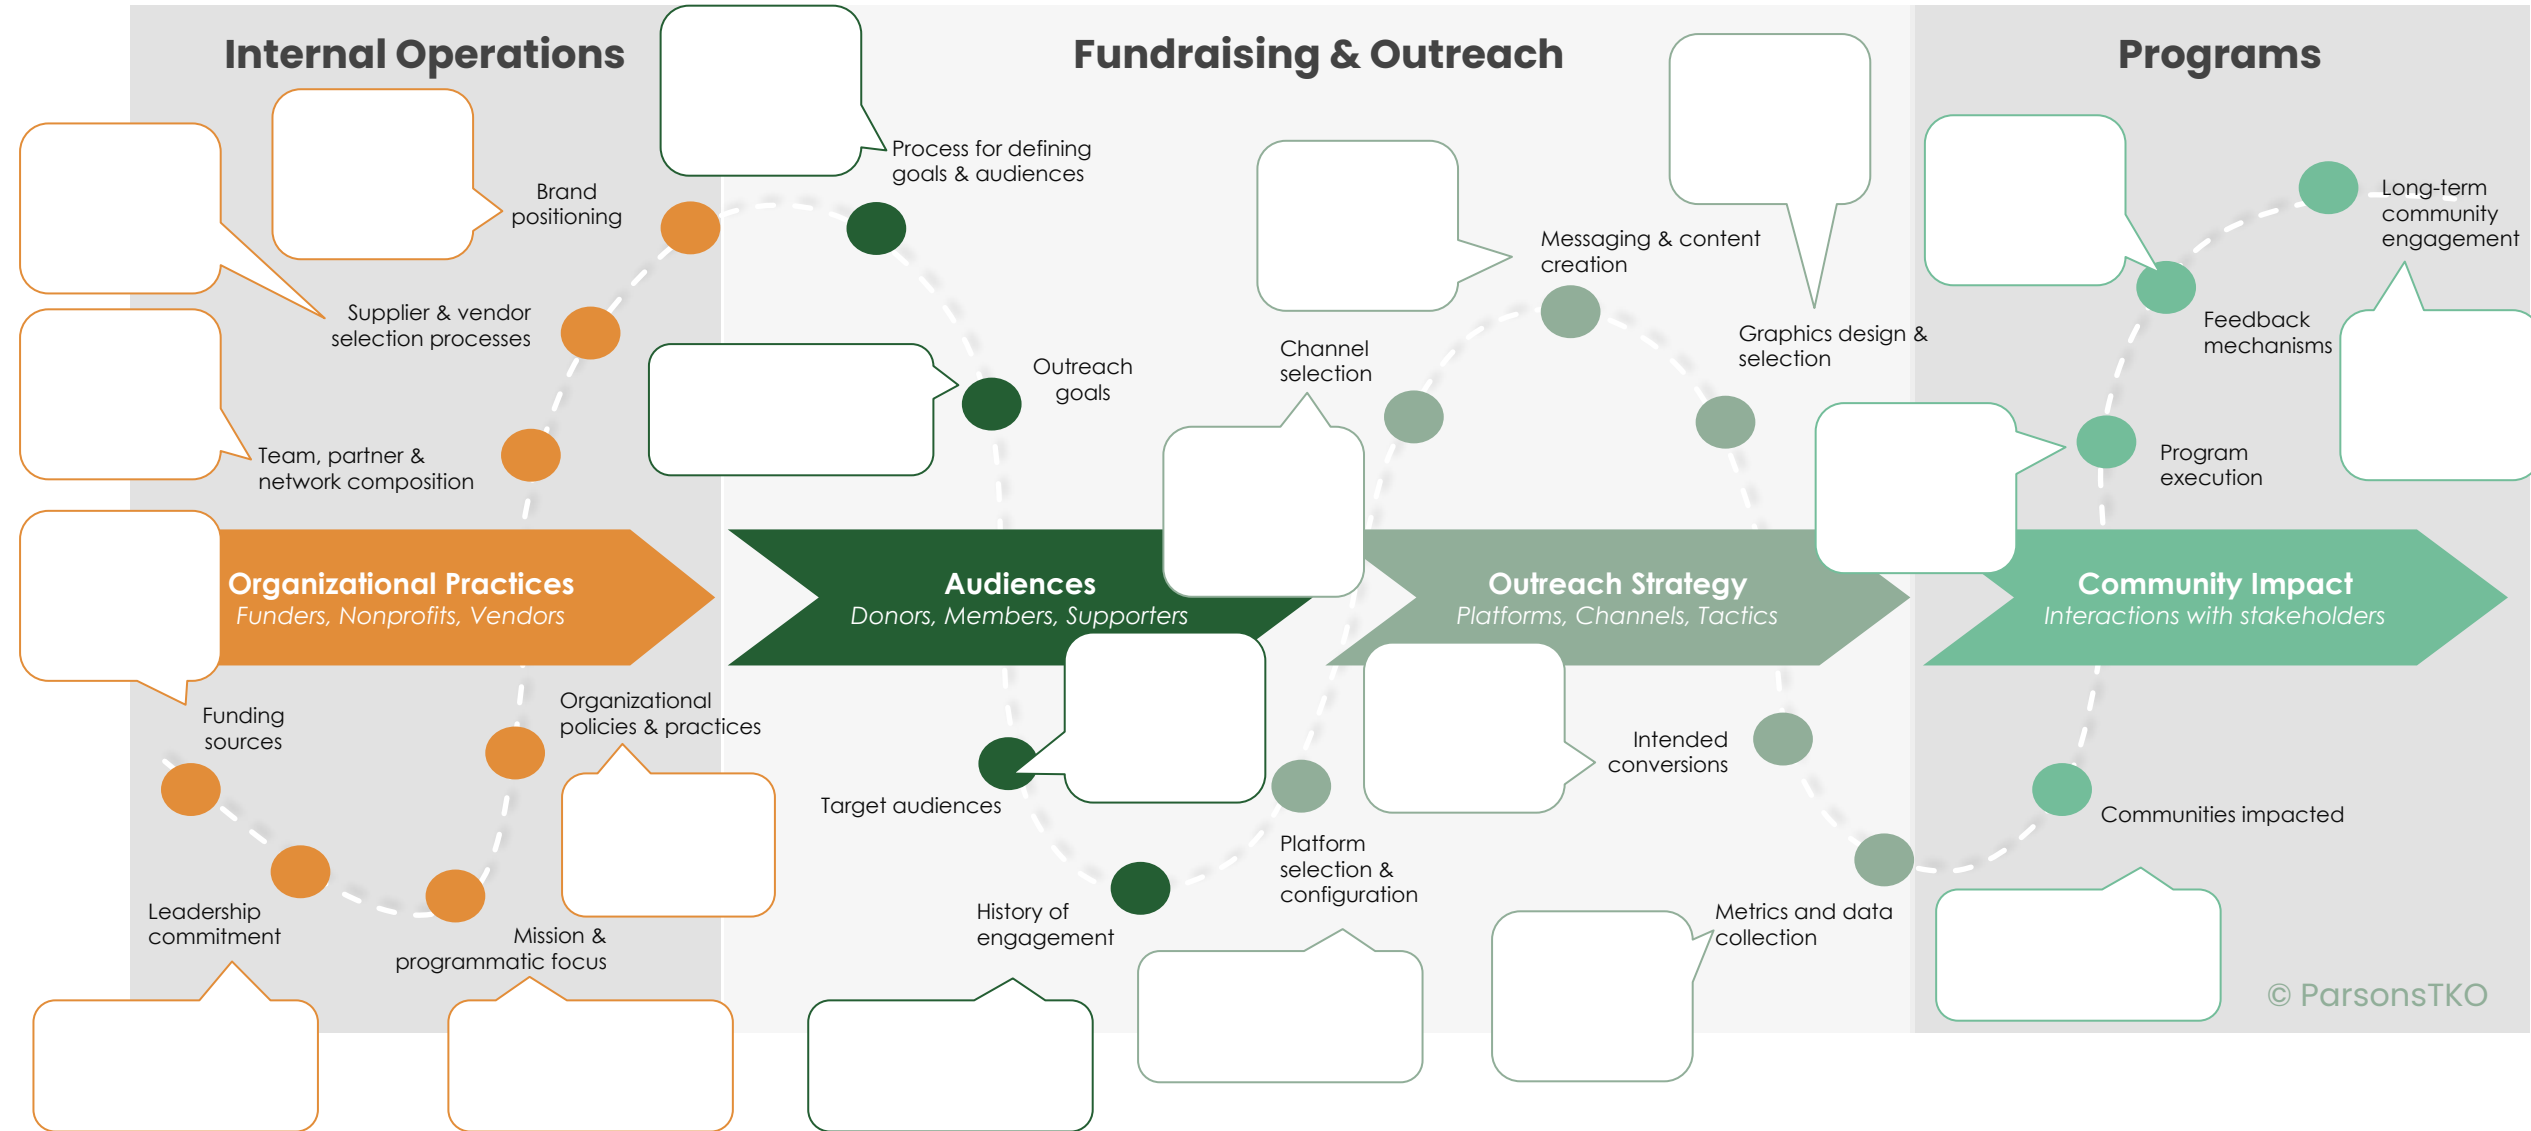 Internal Operations
Fundraising & Outreach
Programs
Brand
positioning
Supplier & vendor
selection processes
Team, partner &
network composition
Organizational Practices
Funders, Nonprofits, Vendors
Funding
sources
Leadership
commitment
Mission &
programmatic focus
Organizational
policies & practices
Process for defining
goals & audiences
Outreach
goals
Audiences
Donors, Members, Supporters
Target audiences
History of
engagement
Channel
selection
Messaging & content
creation
Graphics design &
selection
Outreach Strategy
Platforms, Channels, Tactics
Platform
selection &
configuration
Intended
conversions
Metrics and data
collection
Long-term
community
engagement
Feedback
mechanisms
Program
execution
Community Impact
Interactions with stakeholders
Communities impacted
© ParsonsTKO